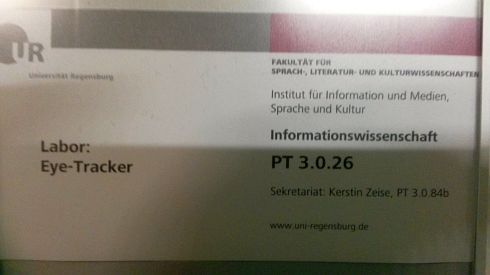 UR
Universität Regensburg
FAKULTÄT FÜR
SPRACH-, LITERATUR- UND KULTURWISSENSCHAFTEN
Institut für Information und Medien,
Sprache und Kultur
Informationswissenschaft
Labor:
Eye-Tracker
PT 3.0.26
Sekretariat: Kerstin Zeise, PT 3.0.84b
www.uni-regensburg.de